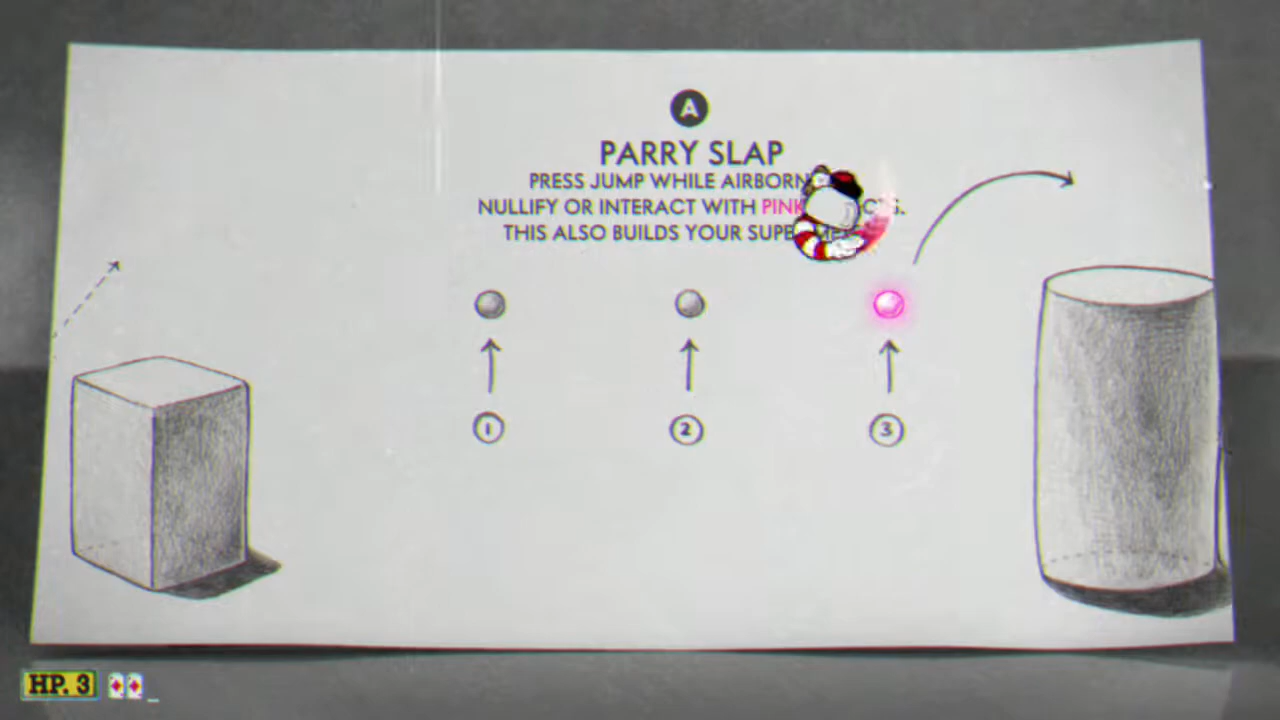 A
PARRY SLAP
PRESS JUMP WHILE AIRBORN
NULLIFY OR INTERACT WITH PINK
THIS ALSO BUILDS YOUR SUPE
1 2 3
HP. 3